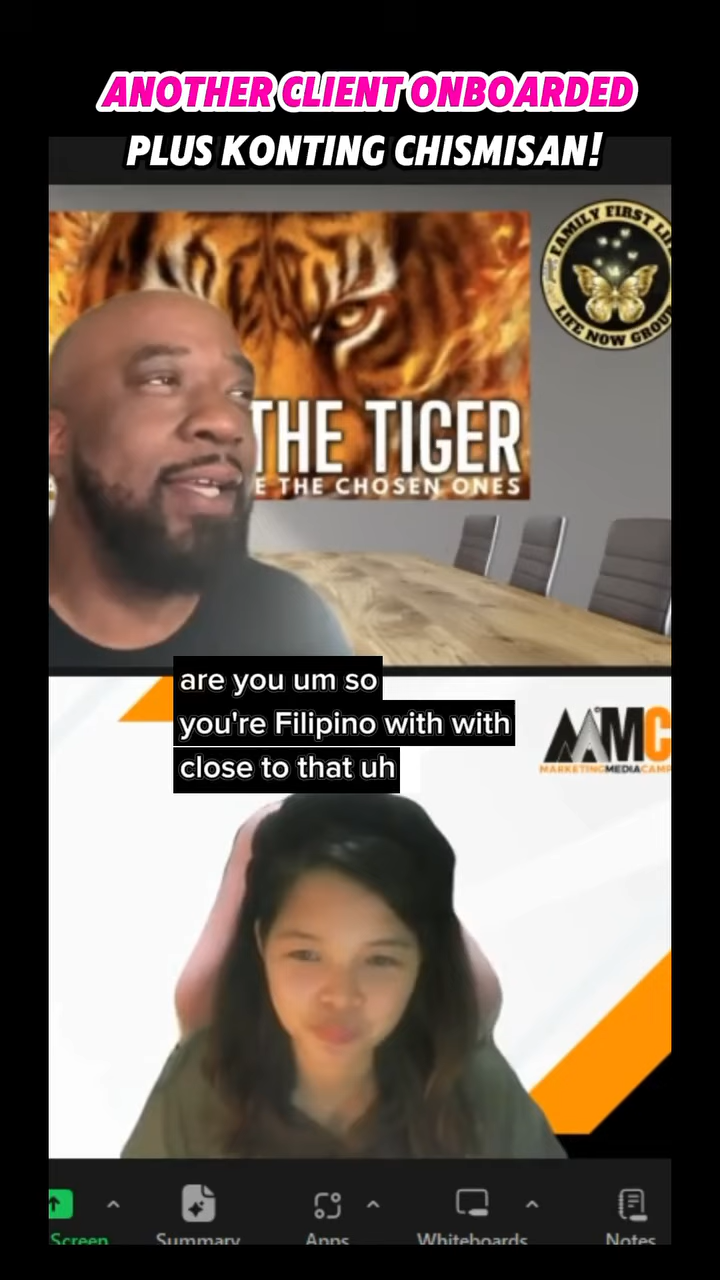 ANOTHER CLIENT ONBOARDED
PLUS KONTING CHISMISAN!
FAMILY FIRST LI
LIFE NOW GROU
THE TIGER
E THE CHOSEN ONES
are you um so
you're Filipino with with
close to that uh
MMC
MARKETINGMEDIACAMP
Screen
Summary
Apps
Whiteboards
Notes